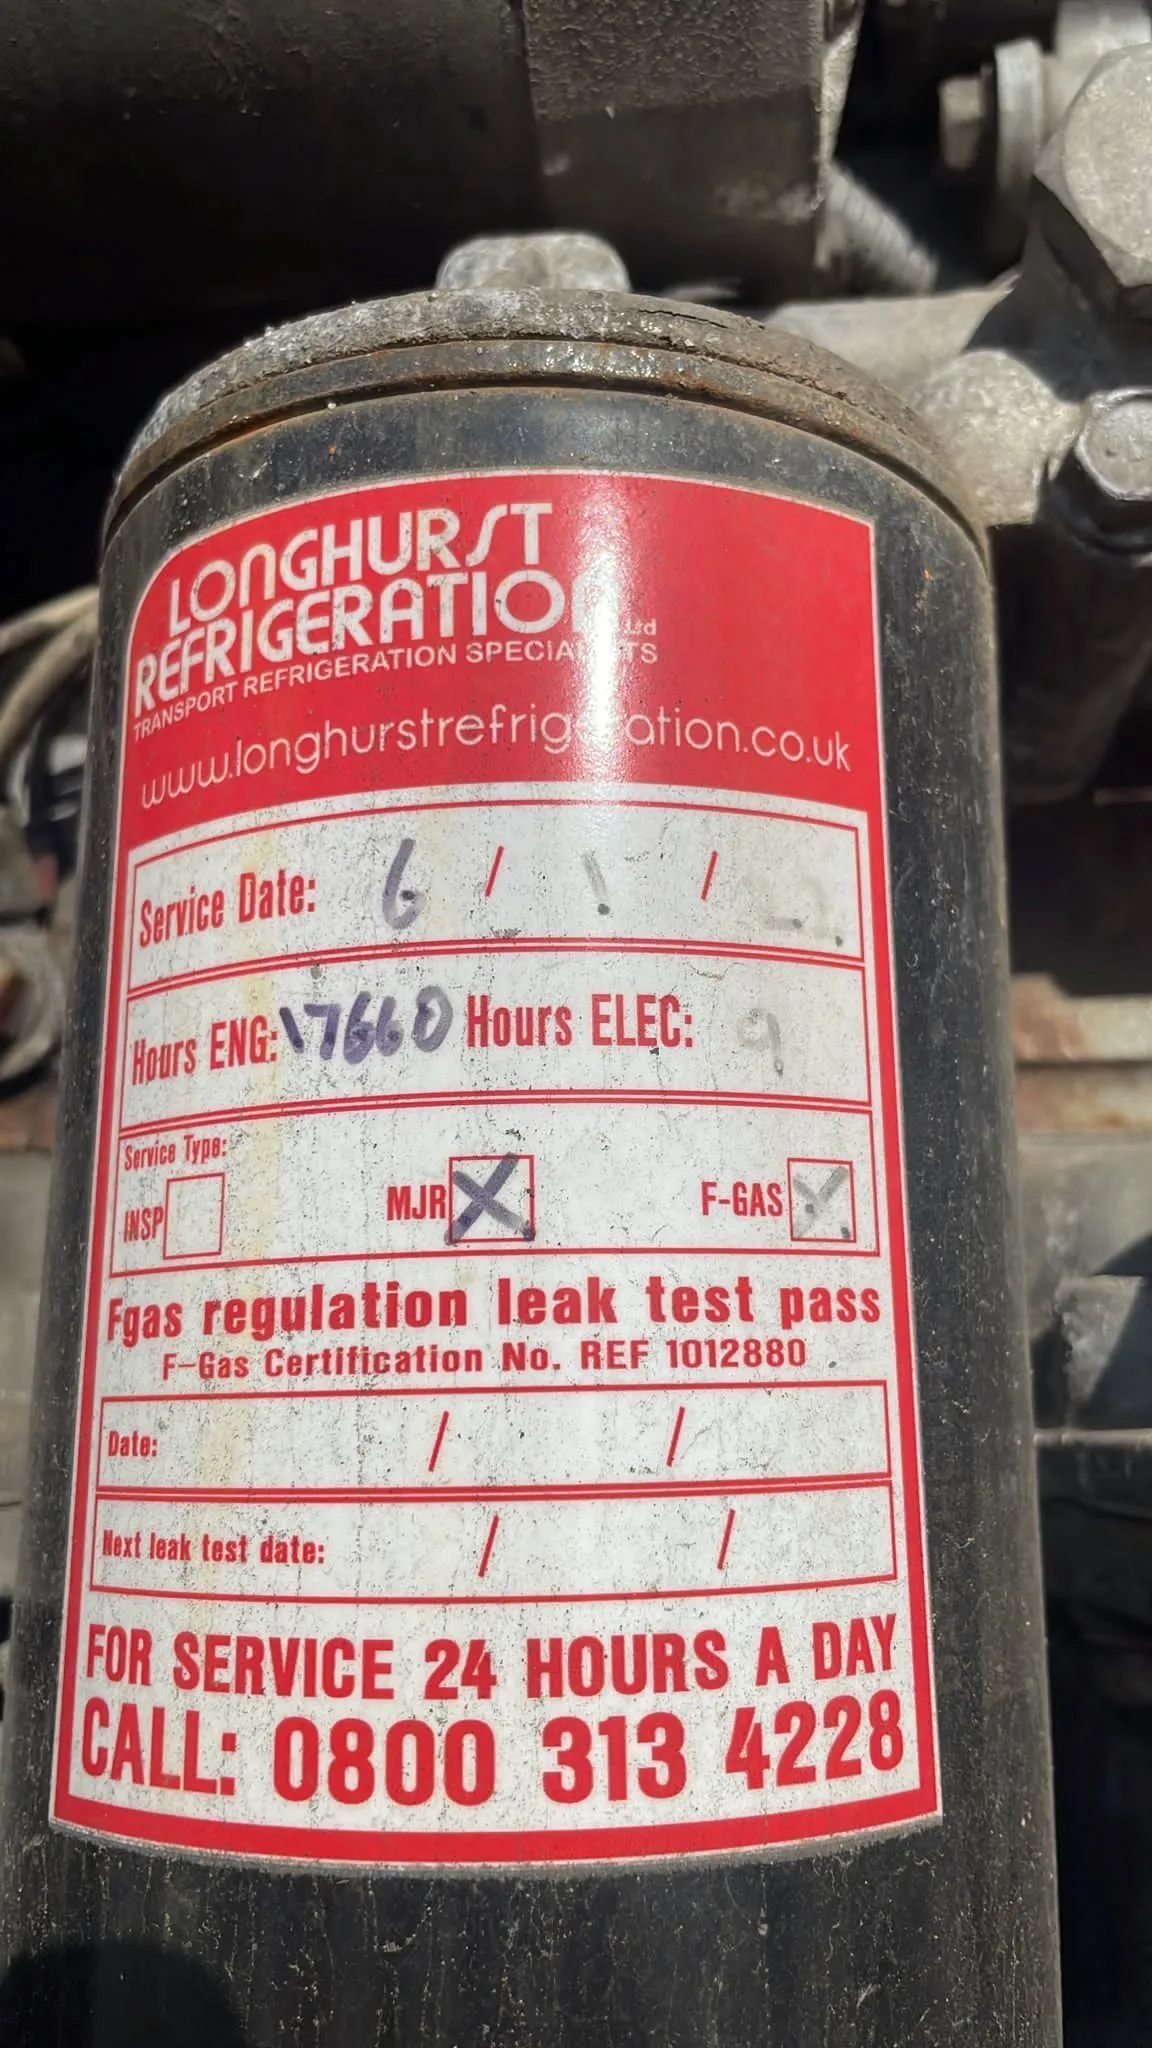 LONGHURST
REFRIGERATION Ltd
TRANSPORT REFRIGERATION SPECIALISTS
www.longhurstrefrigeration.co.uk
Service Date: 6 / 1 /
Hours ENG: 17660 Hours ELEC: 9
Service Type:
INSP MJR X F-GAS X
Fgas regulation leak test pass
F-Gas Certification No. REF 1012880
Date: / /
Next leak test date: / /
FOR SERVICE 24 HOURS A DAY
CALL: 0800 313 4228